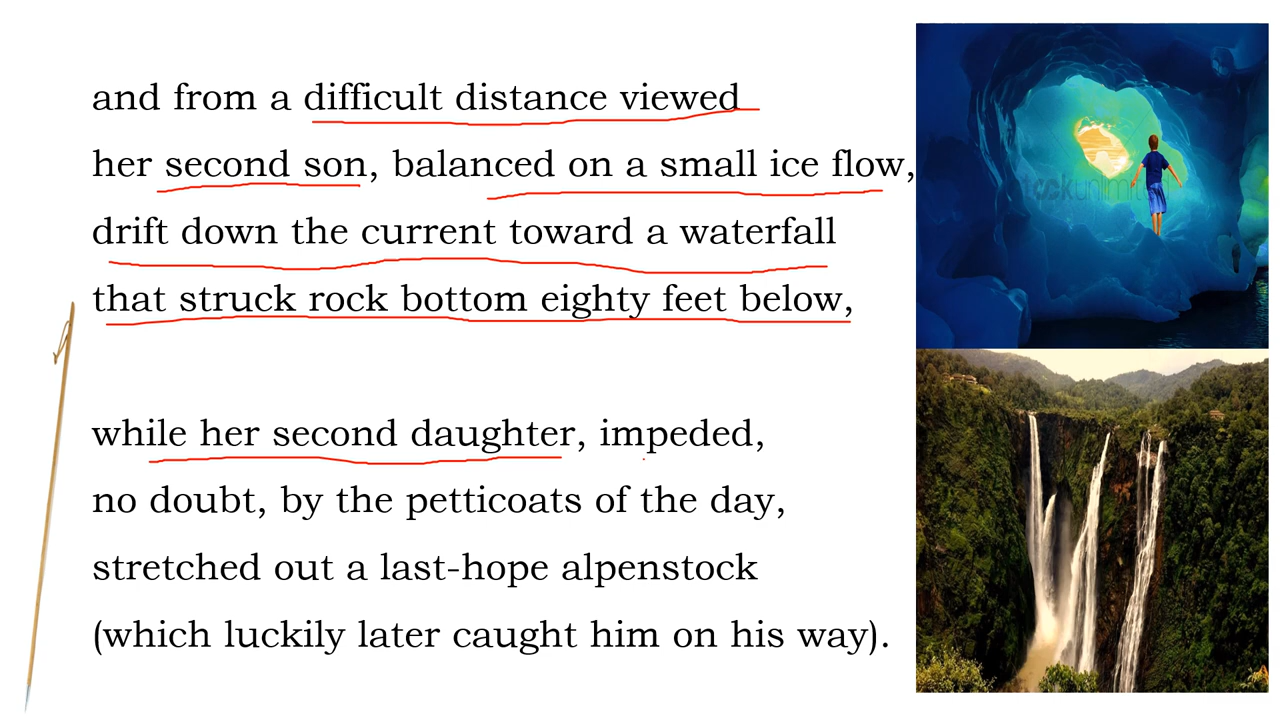 and from a difficult distance viewed
her second son, balanced on a small ice flow,
drift down the current toward a waterfall
that struck rock bottom eighty feet below,
while her second daughter, impeded,
no doubt, by the petticoats of the day,
stretched out a last-hope alpenstock
(which luckily later caught him on his way).